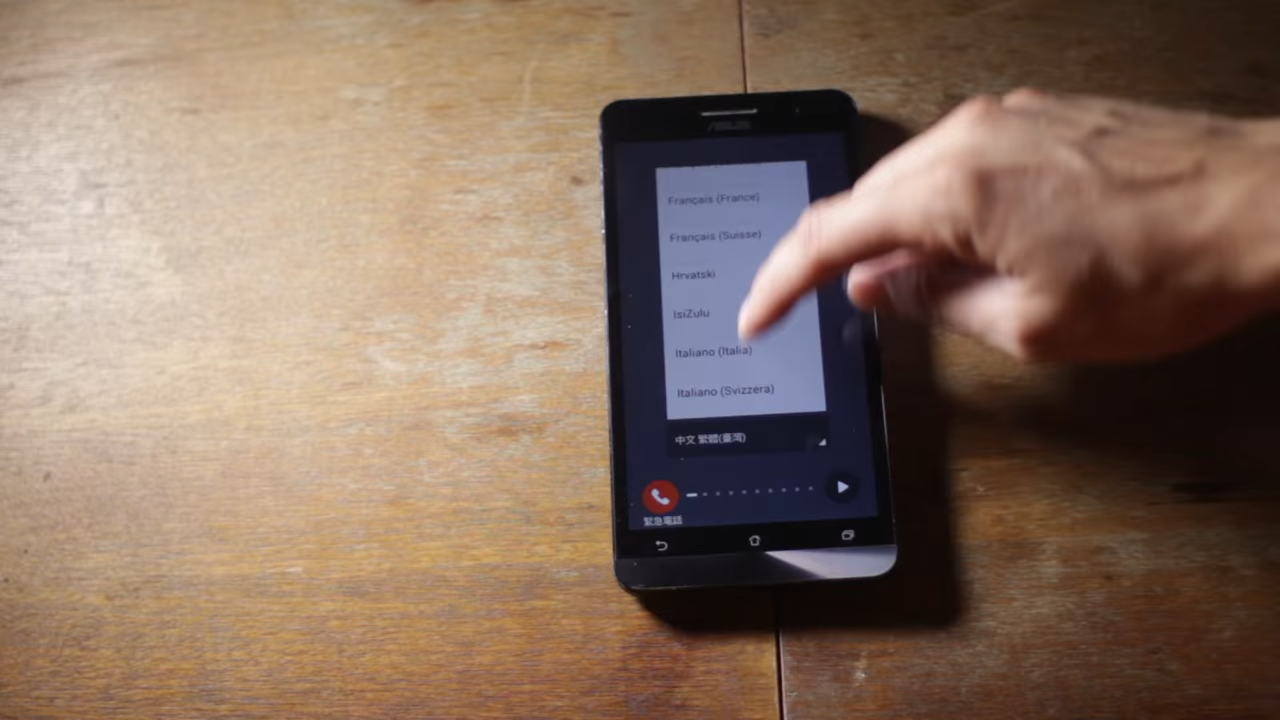 ASUS
Français (France)
Français (Suisse)
Hrvatski
IsiZulu
Italiano (Italia)
Italiano (Svizzera)
中文 繁體(臺灣)
緊急電話